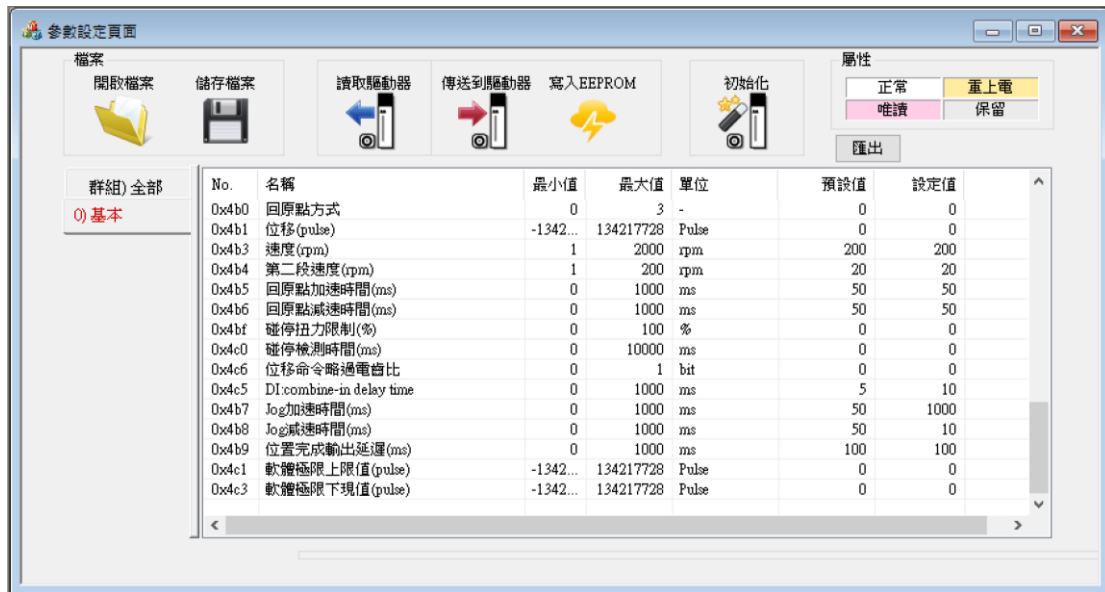 參數設定頁面
檔案
開啟檔案 儲存檔案 讀取驅動器 傳送到驅動器 寫入EEPROM 初始化
屬性
正常 重上電
唯讀 保留
匯出
群組) 全部
0) 基本
No. 名稱 最小值 最大值 單位 預設值 設定值
0x4b0 回原點方式 0 3 - 0 0
0x4b1 位移(pulse) -1342... 134217728 Pulse 0 0
0x4b3 速度(rpm) 1 2000 rpm 200 200
0x4b4 第二段速度(rpm) 1 200 rpm 20 20
0x4b5 回原點加速時間(ms) 0 1000 ms 50 50
0x4b6 回原點減速時間(ms) 0 1000 ms 50 50
0x4bf 碰停扭力限制(%) 0 100 % 0 0
0x4c0 碰停檢測時間(ms) 0 10000 ms 0 0
0x4c6 位移命令略過電齒比 0 1 bit 0 0
0x4c5 DI:combine-in delay time 0 1000 ms 5 10
0x4b7 Jog加速時間(ms) 0 1000 ms 50 1000
0x4b8 Jog減速時間(ms) 0 1000 ms 50 10
0x4b9 位置完成輸出延遲(ms) 0 1000 ms 100 100
0x4c1 軟體極限上限值(pulse) -1342... 134217728 Pulse 0 0
0x4c3 軟體極限下現值(pulse) -1342... 134217728 Pulse 0 0